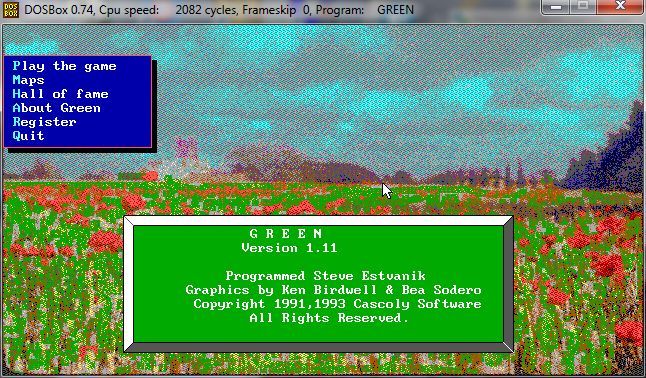 DOS BOX DOSBox 0.74, Cpu speed: 2082 cycles, Frameskip 0, Program: GREEN
Play the game
Maps
Hall of fame
About Green
Register
Quit
G R E E N
Version 1.11
Programmed Steve Estvanik
Graphics by Ken Birdwell & Bea Sodero
Copyright 1991,1993 Cascoly Software
All Rights Reserved.